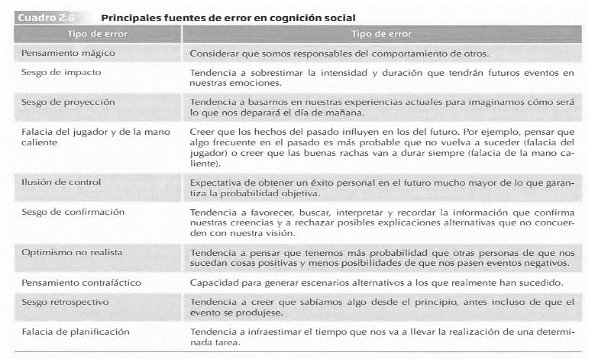 Cuadro 2.8 Principales fuentes de error en cognición social
Tipo de error Tipo de error
Pensamiento mágico Considerar que somos responsables del comportamiento de otros.
Sesgo de impacto Tendencia a sobrestimar la intensidad y duración que tendrán futuros eventos en
nuestras emociones.
Sesgo de proyección Tendencia a basarnos en nuestras experiencias actuales para imaginarnos cómo será
lo que nos deparará el día de mañana.
Falacia del jugador y de la mano Creer que los hechos del pasado influyen en los del futuro. Por ejemplo, pensar que
caliente algo frecuente en el pasado es más probable que no vuelva a suceder (falacia del
jugador) o creer que las buenas rachas van a durar siempre (falacia de la mano ca-
liente).
Ilusión de control Expectativa de obtener un éxito personal en el futuro mucho mayor de lo que garan-
tiza la probabilidad objetiva.
Sesgo de confirmación Tendencia a favorecer, buscar, interpretar y recordar la información que confirma
nuestras creencias y a rechazar posibles explicaciones alternativas que no concuer-
den con nuestra visión.
Optimismo no realista Tendencia a pensar que tenemos más probabilidad que otras personas de que nos
sucedan cosas positivas y menos posibilidades de que nos pasen eventos negativos.
Pensamiento contrafáctico Capacidad para generar escenarios alternativos a los que realmente han sucedido.
Sesgo retrospectivo Tendencia a creer que sabíamos algo desde el principio, antes incluso de que el
evento se produjese.
Falacia de planificación Tendencia a infraestimar el tiempo que nos va a llevar la realización de una determi-
nada tarea.